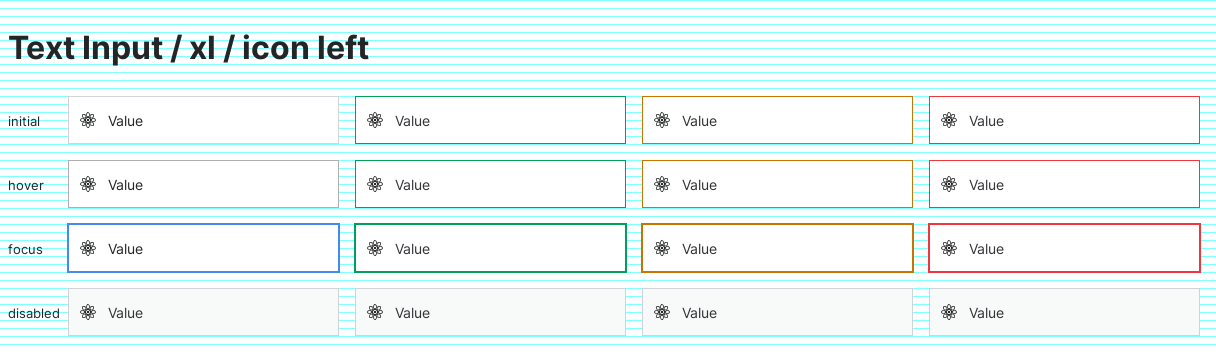 Text Input / xl / icon left
initial Value Value Value Value
hover Value Value Value Value
focus Value Value Value Value
disabled Value Value Value Value